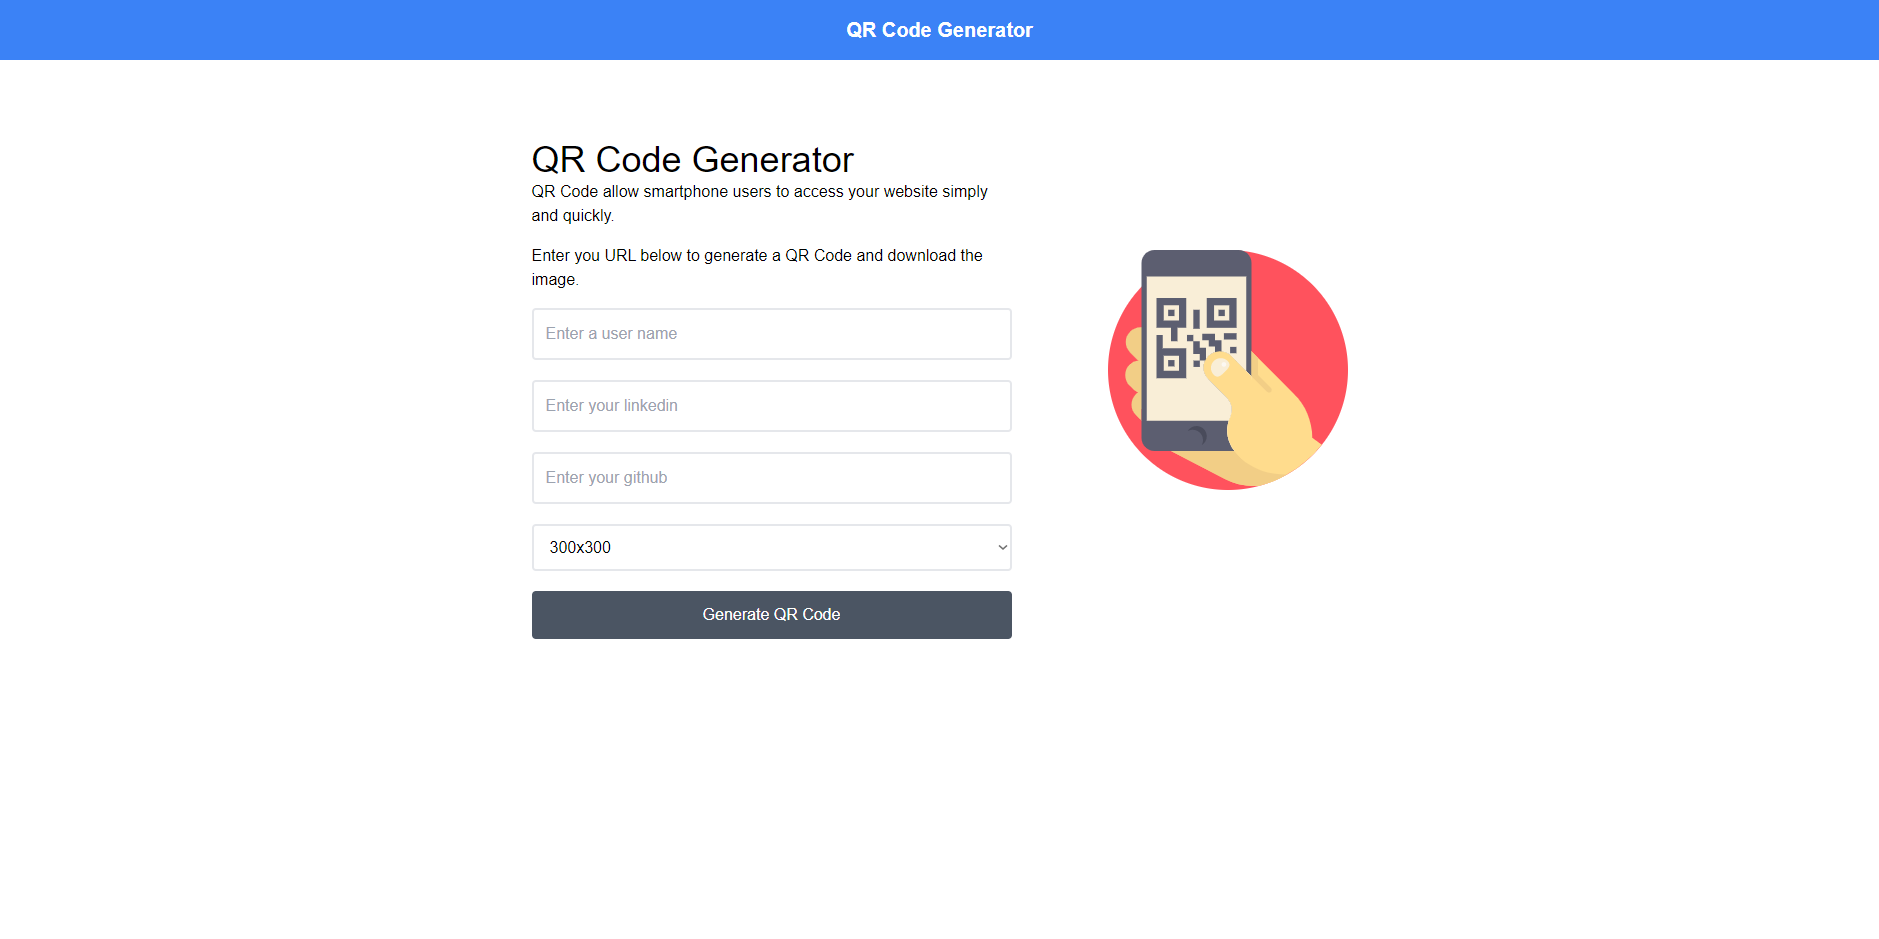 QR Code Generator
QR Code Generator
QR Code allow smartphone users to access your website simply
and quickly.
Enter you URL below to generate a QR Code and download the
image.
Enter a user name
Enter your linkedin
Enter your github
300x300
Generate QR Code